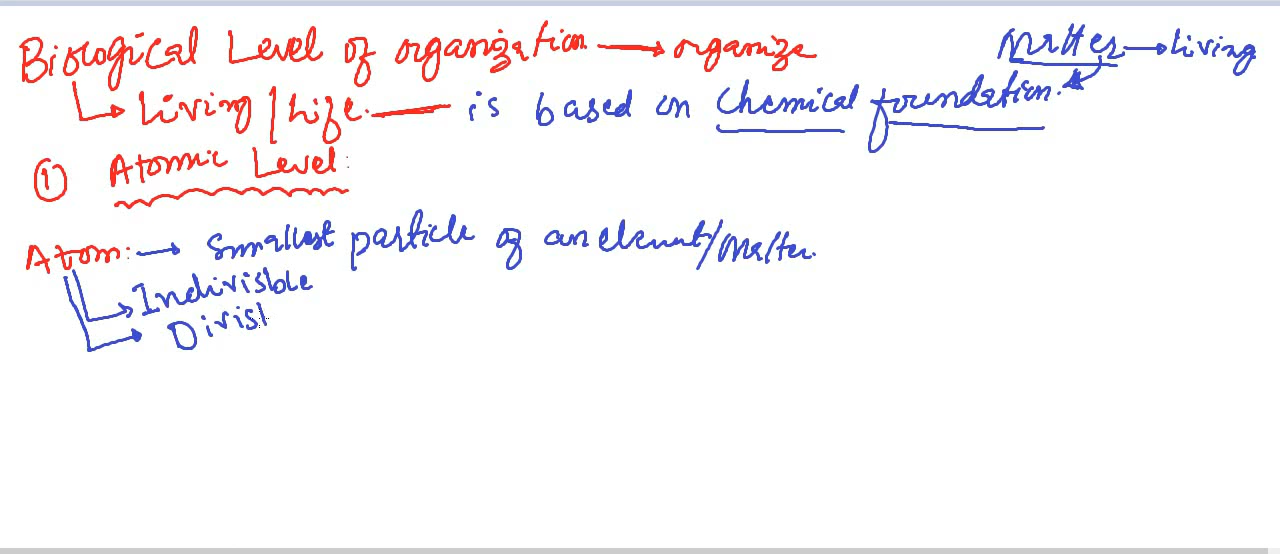 Biological Level of organization → organize Matter → Living
Living / Life. — is based on Chemical foundation.
① Atomic Level:
Atom: → Smallest particle of an element/matter.
Indivisible
Divisi